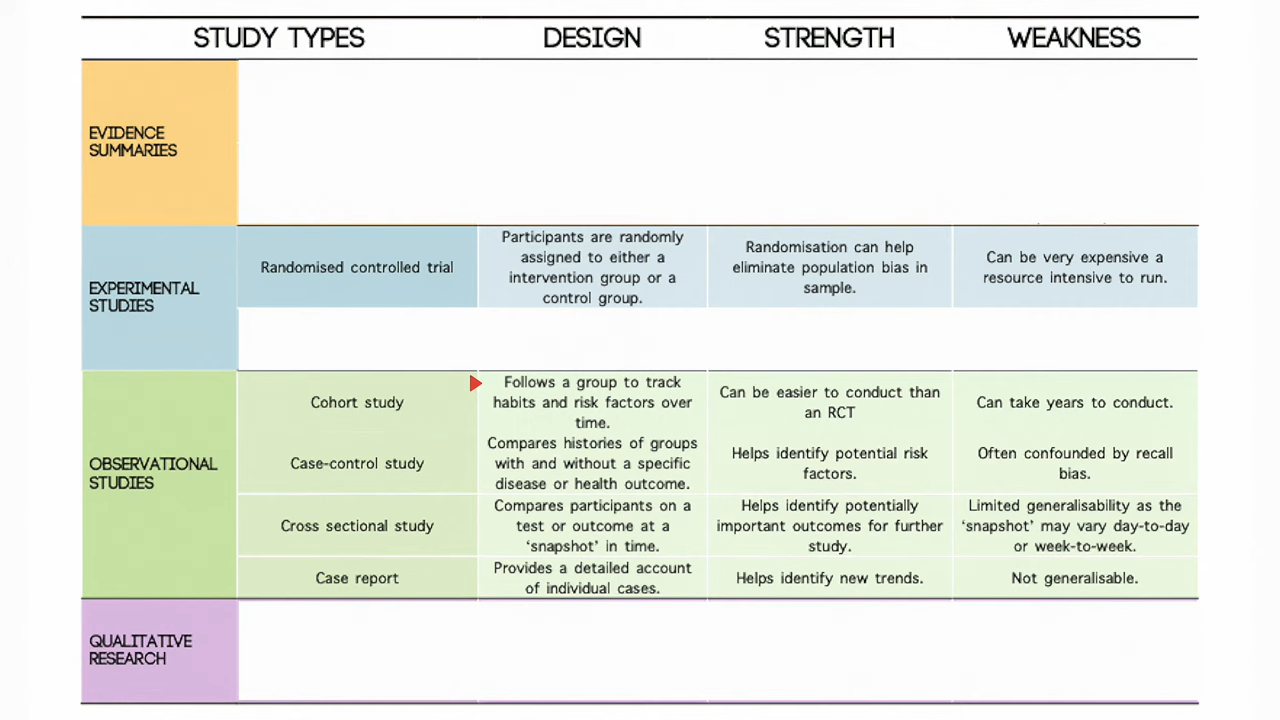 STUDY TYPES DESIGN STRENGTH WEAKNESS
EVIDENCE
SUMMARIES
EXPERIMENTAL
STUDIES
Randomised controlled trial
Participants are randomly
assigned to either a
intervention group or a
control group.
Randomisation can help
eliminate population bias in
sample.
Can be very expensive a
resource intensive to run.
OBSERVATIONAL
STUDIES
Cohort study
Follows a group to track
habits and risk factors over
time.
Can be easier to conduct than
an RCT
Can take years to conduct.
Case-control study
Compares histories of groups
with and without a specific
disease or health outcome.
Helps identify potential risk
factors.
Often confounded by recall
bias.
Cross sectional study
Compares participants on a
test or outcome at a
‘snapshot’ in time.
Helps identify potentially
important outcomes for further
study.
Limited generalisability as the
‘snapshot’ may vary day-to-day
or week-to-week.
Case report
Provides a detailed account
of individual cases.
Helps identify new trends.
Not generalisable.
QUALITATIVE
RESEARCH